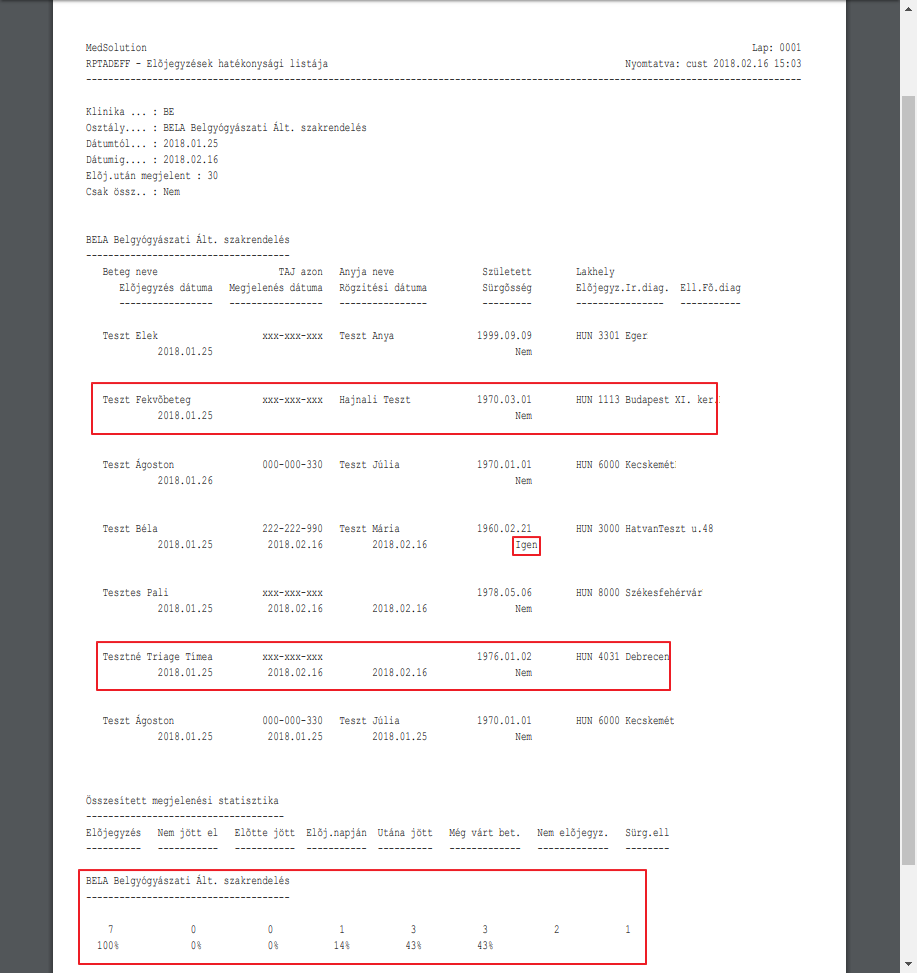 MedSolution Lap: 0001
RPTADEFF - Elõjegyzések hatékonysági listája Nyomtatva: cust 2018.02.16 15:03
Klinika ... : BE
Osztály.... : BELA Belgyógyászati Ált. szakrendelés
Dátumtól... : 2018.01.25
Dátumig.... : 2018.02.16
Elõj.után megjelent : 30
Csak össz.. : Nem
BELA Belgyógyászati Ált. szakrendelés
Beteg neve TAJ azon Anyja neve Született Lakhely
Elõjegyzés dátuma Megjelenés dátuma Rögzitési dátuma Sürgõsség Elõjegyz.Ir.diag. Ell.Fõ.diag
Teszt Elek xxx-xxx-xxx Teszt Anya 1999.09.09 HUN 3301 Eger
2018.01.25 Nem
Teszt Fekvõbeteg xxx-xxx-xxx Hajnali Teszt 1970.03.01 HUN 1113 Budapest XI. ker.
2018.01.25 Nem
Teszt Ágoston 000-000-330 Teszt Júlia 1970.01.01 HUN 6000 Kecskemét
2018.01.26 Nem
Teszt Béla 222-222-990 Teszt Mária 1960.02.21 HUN 3000 HatvanTeszt u.48
2018.01.25 2018.02.16 2018.02.16 Igen
Tesztes Pali xxx-xxx-xxx 1978.05.06 HUN 8000 Székesfehérvár
2018.01.25 2018.02.16 2018.02.16 Nem
Tesztné Triage Tímea xxx-xxx-xxx 1976.01.02 HUN 4031 Debrecen
2018.01.25 2018.02.16 2018.02.16 Nem
Teszt Ágoston 000-000-330 Teszt Júlia 1970.01.01 HUN 6000 Kecskemét
2018.01.25 2018.01.25 2018.01.25 Nem
Összesített megjelenési statisztika
Elõjegyzés Nem jött el Elõtte jött Elõj.napján Utána jött Még várt bet. Nem elõjegyz. Sürg.ell
BELA Belgyógyászati Ált. szakrendelés
7 0 0 1 3 3 2 1
100% 0% 0% 14% 43% 43%